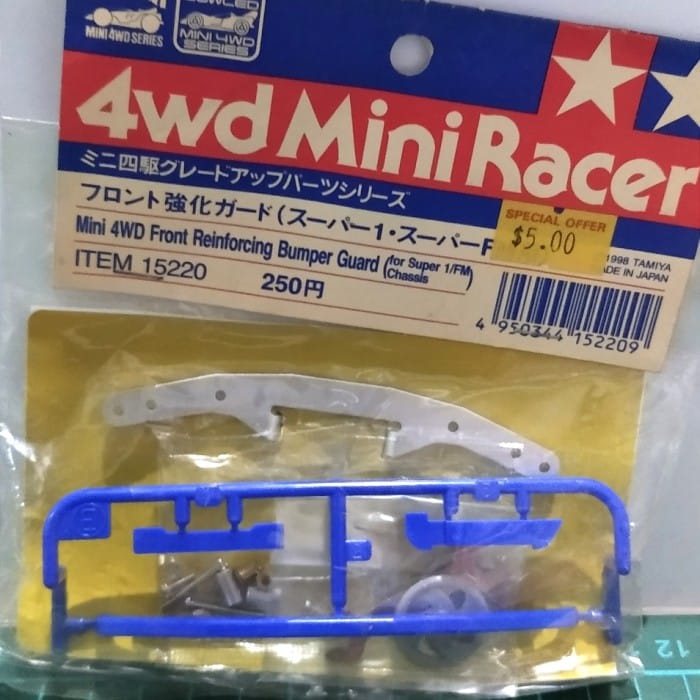 MINI 4WD SERIES
COWLED
MINI 4WD
SERIES
4wd Mini Racer
ミニ四駆グレードアップパーツシリーズ
フロント強化ガード(スーパー1・スーパーF
Mini 4WD Front Reinforcing Bumper Guard (for Super 1/FM Chassis)
ITEM 15220
250円
SPECIAL OFFER
$5.00
1998 TAMIYA
MADE IN JAPAN
4 950344 152209
12